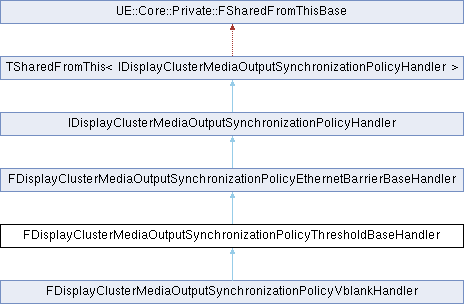 UE::Core::Private::FSharedFromThisBase
TSharedFromThis< IDisplayClusterMediaOutputSynchronizationPolicyHandler >
IDisplayClusterMediaOutputSynchronizationPolicyHandler
FDisplayClusterMediaOutputSynchronizationPolicyEthernetBarrierBaseHandler
FDisplayClusterMediaOutputSynchronizationPolicyThresholdBaseHandler
FDisplayClusterMediaOutputSynchronizationPolicyVblankHandler